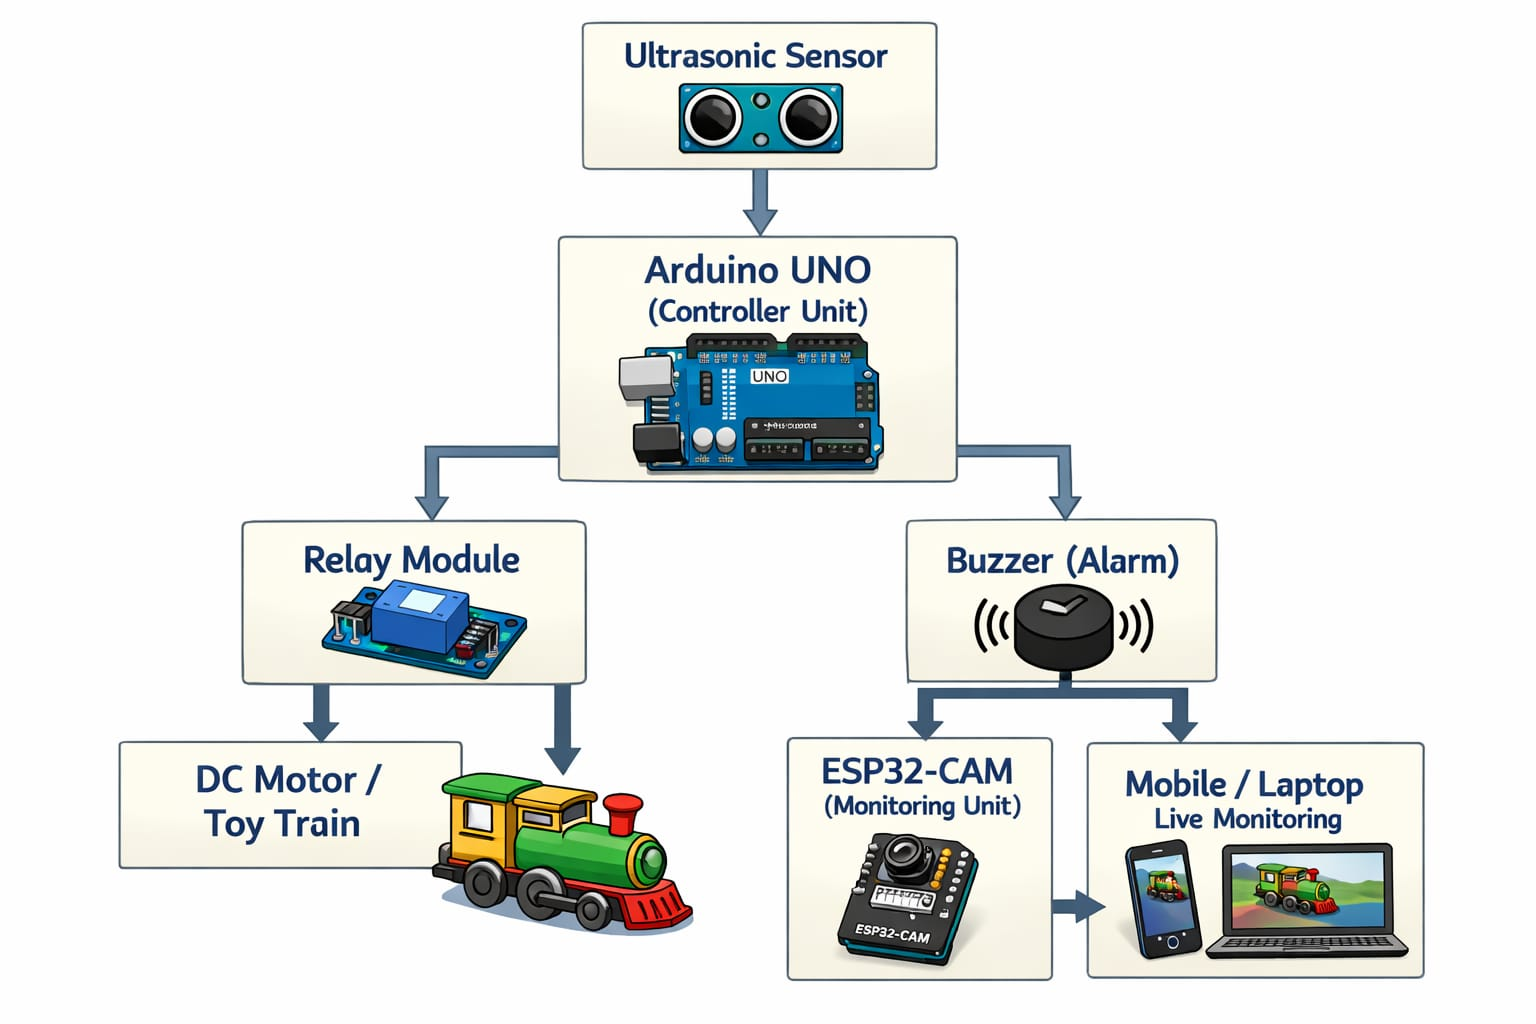 Ultrasonic Sensor
Arduino UNO
(Controller Unit)
UNO
Relay Module
Buzzer (Alarm)
DC Motor /
Toy Train
ESP32-CAM
(Monitoring Unit)
ESP32-CAM
Mobile / Laptop
Live Monitoring